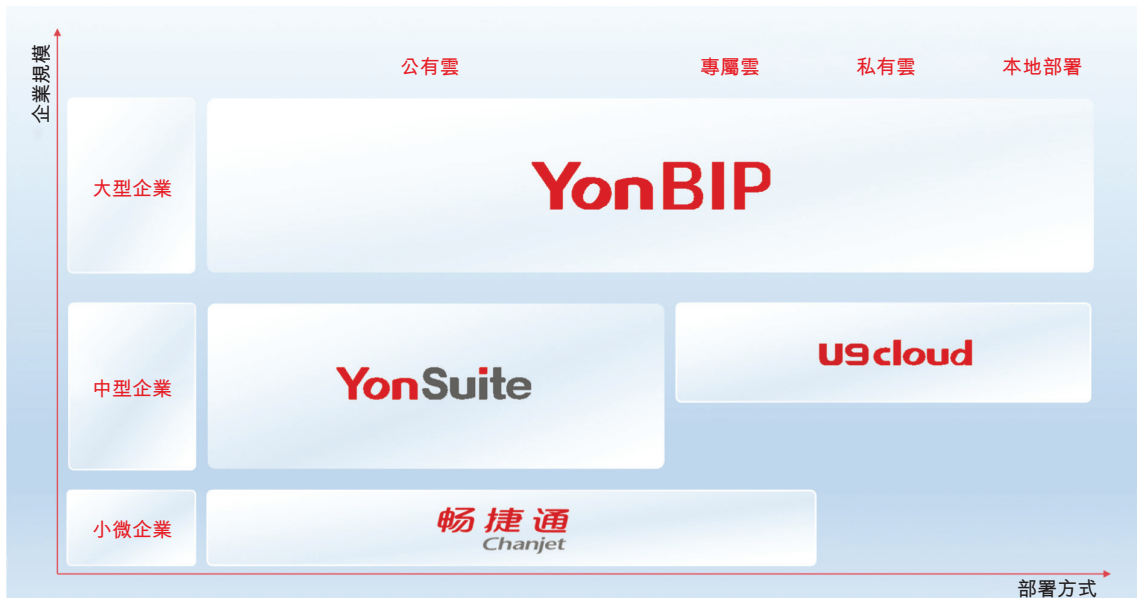 企業規模
公有雲 專屬雲 私有雲 本地部署
大型企業
YonBIP
中型企業
YonSuite
U9cloud
小微企業
畅捷通
Chanjet
部署方式